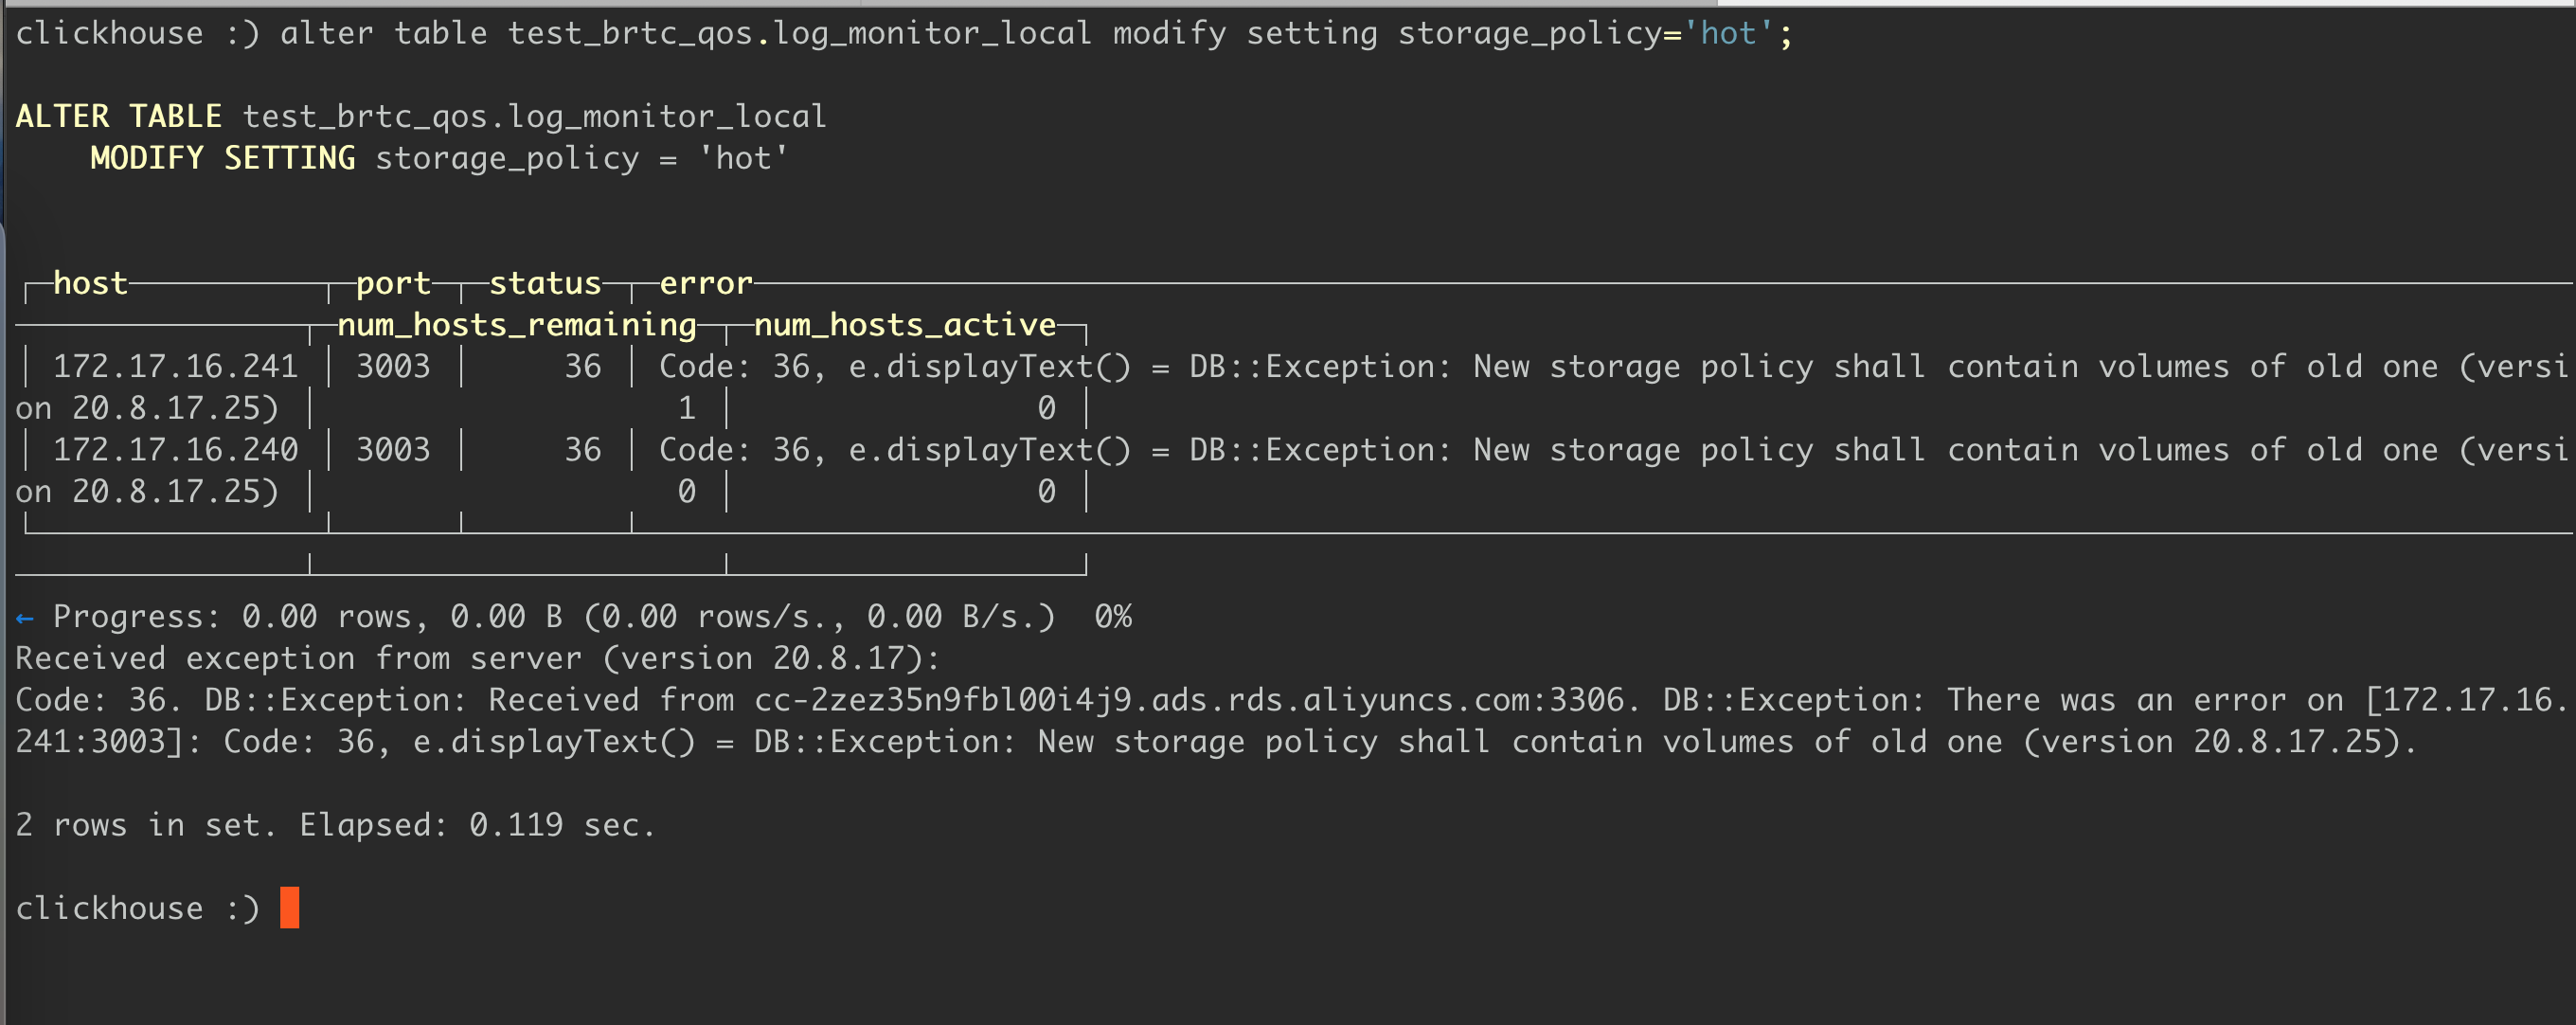 clickhouse :) alter table test_brtc_qos.log_monitor_local modify setting storage_policy='hot';
ALTER TABLE test_brtc_qos.log_monitor_local
MODIFY SETTING storage_policy = 'hot'
host port status error
num_hosts_remaining num_hosts_active
172.17.16.241 3003 36 Code: 36, e.displayText() = DB::Exception: New storage policy shall contain volumes of old one (versi
on 20.8.17.25) 1 0
172.17.16.240 3003 36 Code: 36, e.displayText() = DB::Exception: New storage policy shall contain volumes of old one (versi
on 20.8.17.25) 0 0
← Progress: 0.00 rows, 0.00 B (0.00 rows/s., 0.00 B/s.) 0%
Received exception from server (version 20.8.17):
Code: 36. DB::Exception: Received from cc-2zez35n9fbl00i4j9.ads.rds.aliyuncs.com:3306. DB::Exception: There was an error on [172.17.16.
241:3003]: Code: 36, e.displayText() = DB::Exception: New storage policy shall contain volumes of old one (version 20.8.17.25).
2 rows in set. Elapsed: 0.119 sec.
clickhouse :)